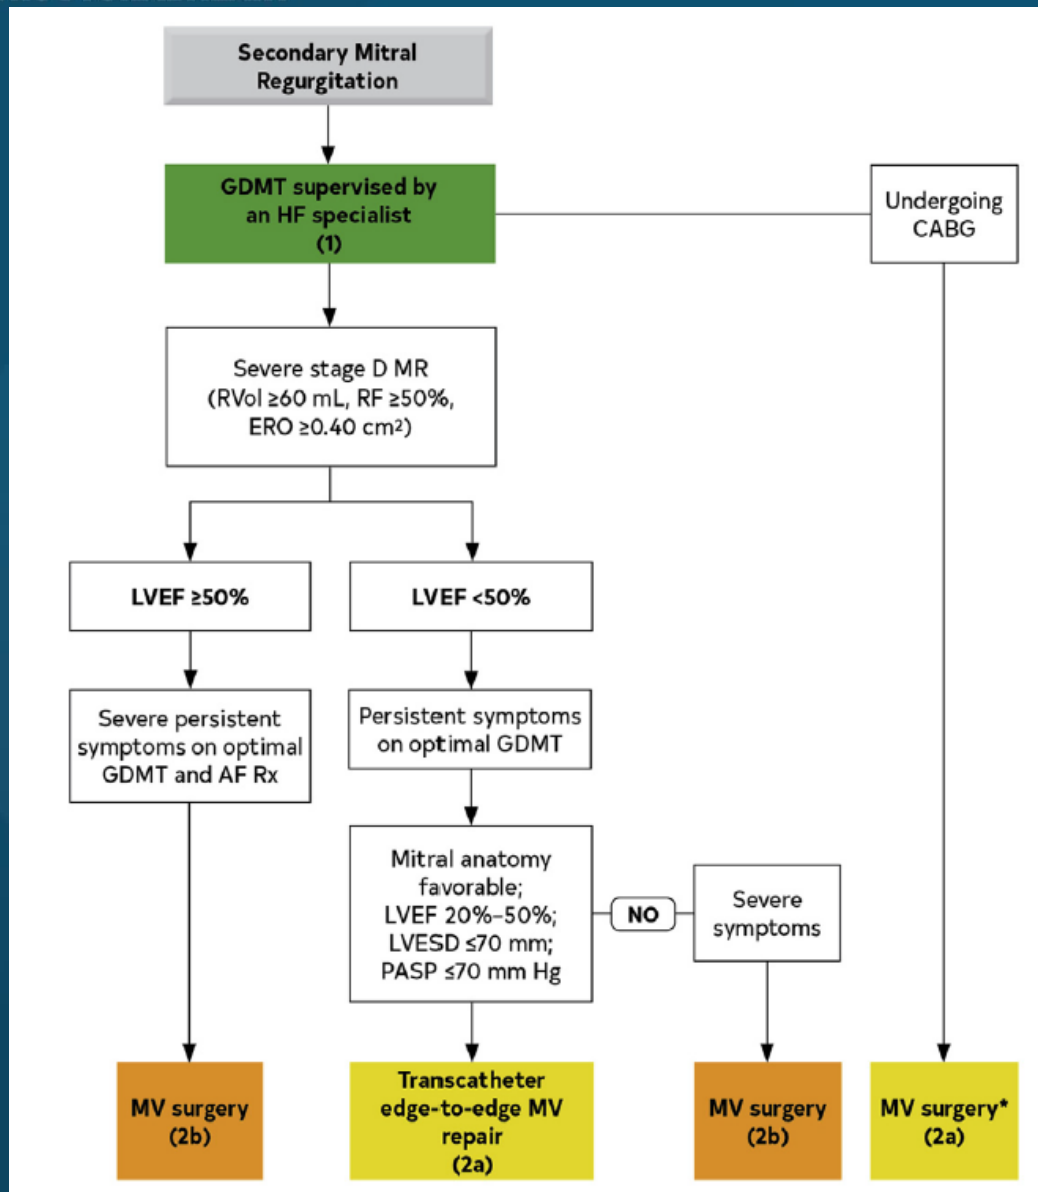 Secondary Mitral
Regurgitation
GDMT supervised by
an HF specialist
(1)
Undergoing
CABG
Severe stage D MR
(RVol ≥60 mL, RF ≥50%,
ERO ≥0.40 cm²)
LVEF ≥50%
LVEF <50%
Severe persistent
symptoms on optimal
GDMT and AF Rx
Persistent symptoms
on optimal GDMT
Mitral anatomy
favorable;
LVEF 20%–50%;
LVESD ≤70 mm;
PASP ≤70 mm Hg
NO
Severe
symptoms
MV surgery
(2b)
Transcatheter
edge-to-edge MV
repair
(2a)
MV surgery
(2b)
MV surgery*
(2a)